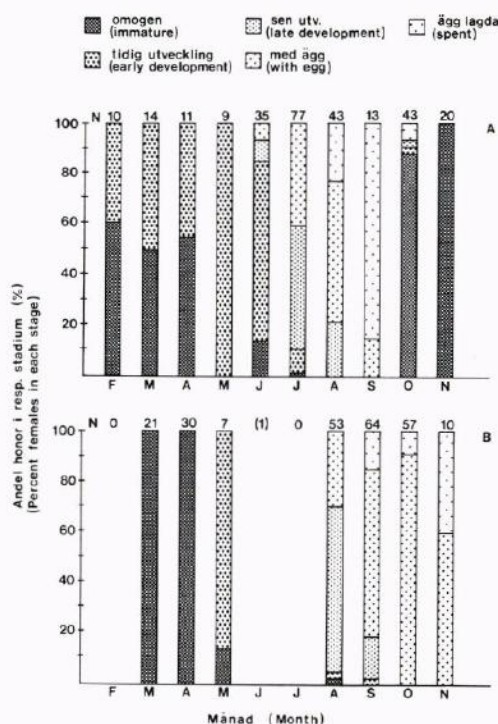 omogen
(immature)
sen utv.
(late development)
ägg lagda
(spent)
tidig utveckling
(early development)
med ägg
(with egg)
Andel honor i resp. stadium (%)
(Percent females in each stage)
N 10 14 11 9 35 77 43 13 43 20
A
100
80
60
40
20
F M A M J J A S O N
N 0 21 30 7 (1) 0 53 64 57 10
B
100
80
60
40
20
F M A M J J A S O N
Månad (Month)